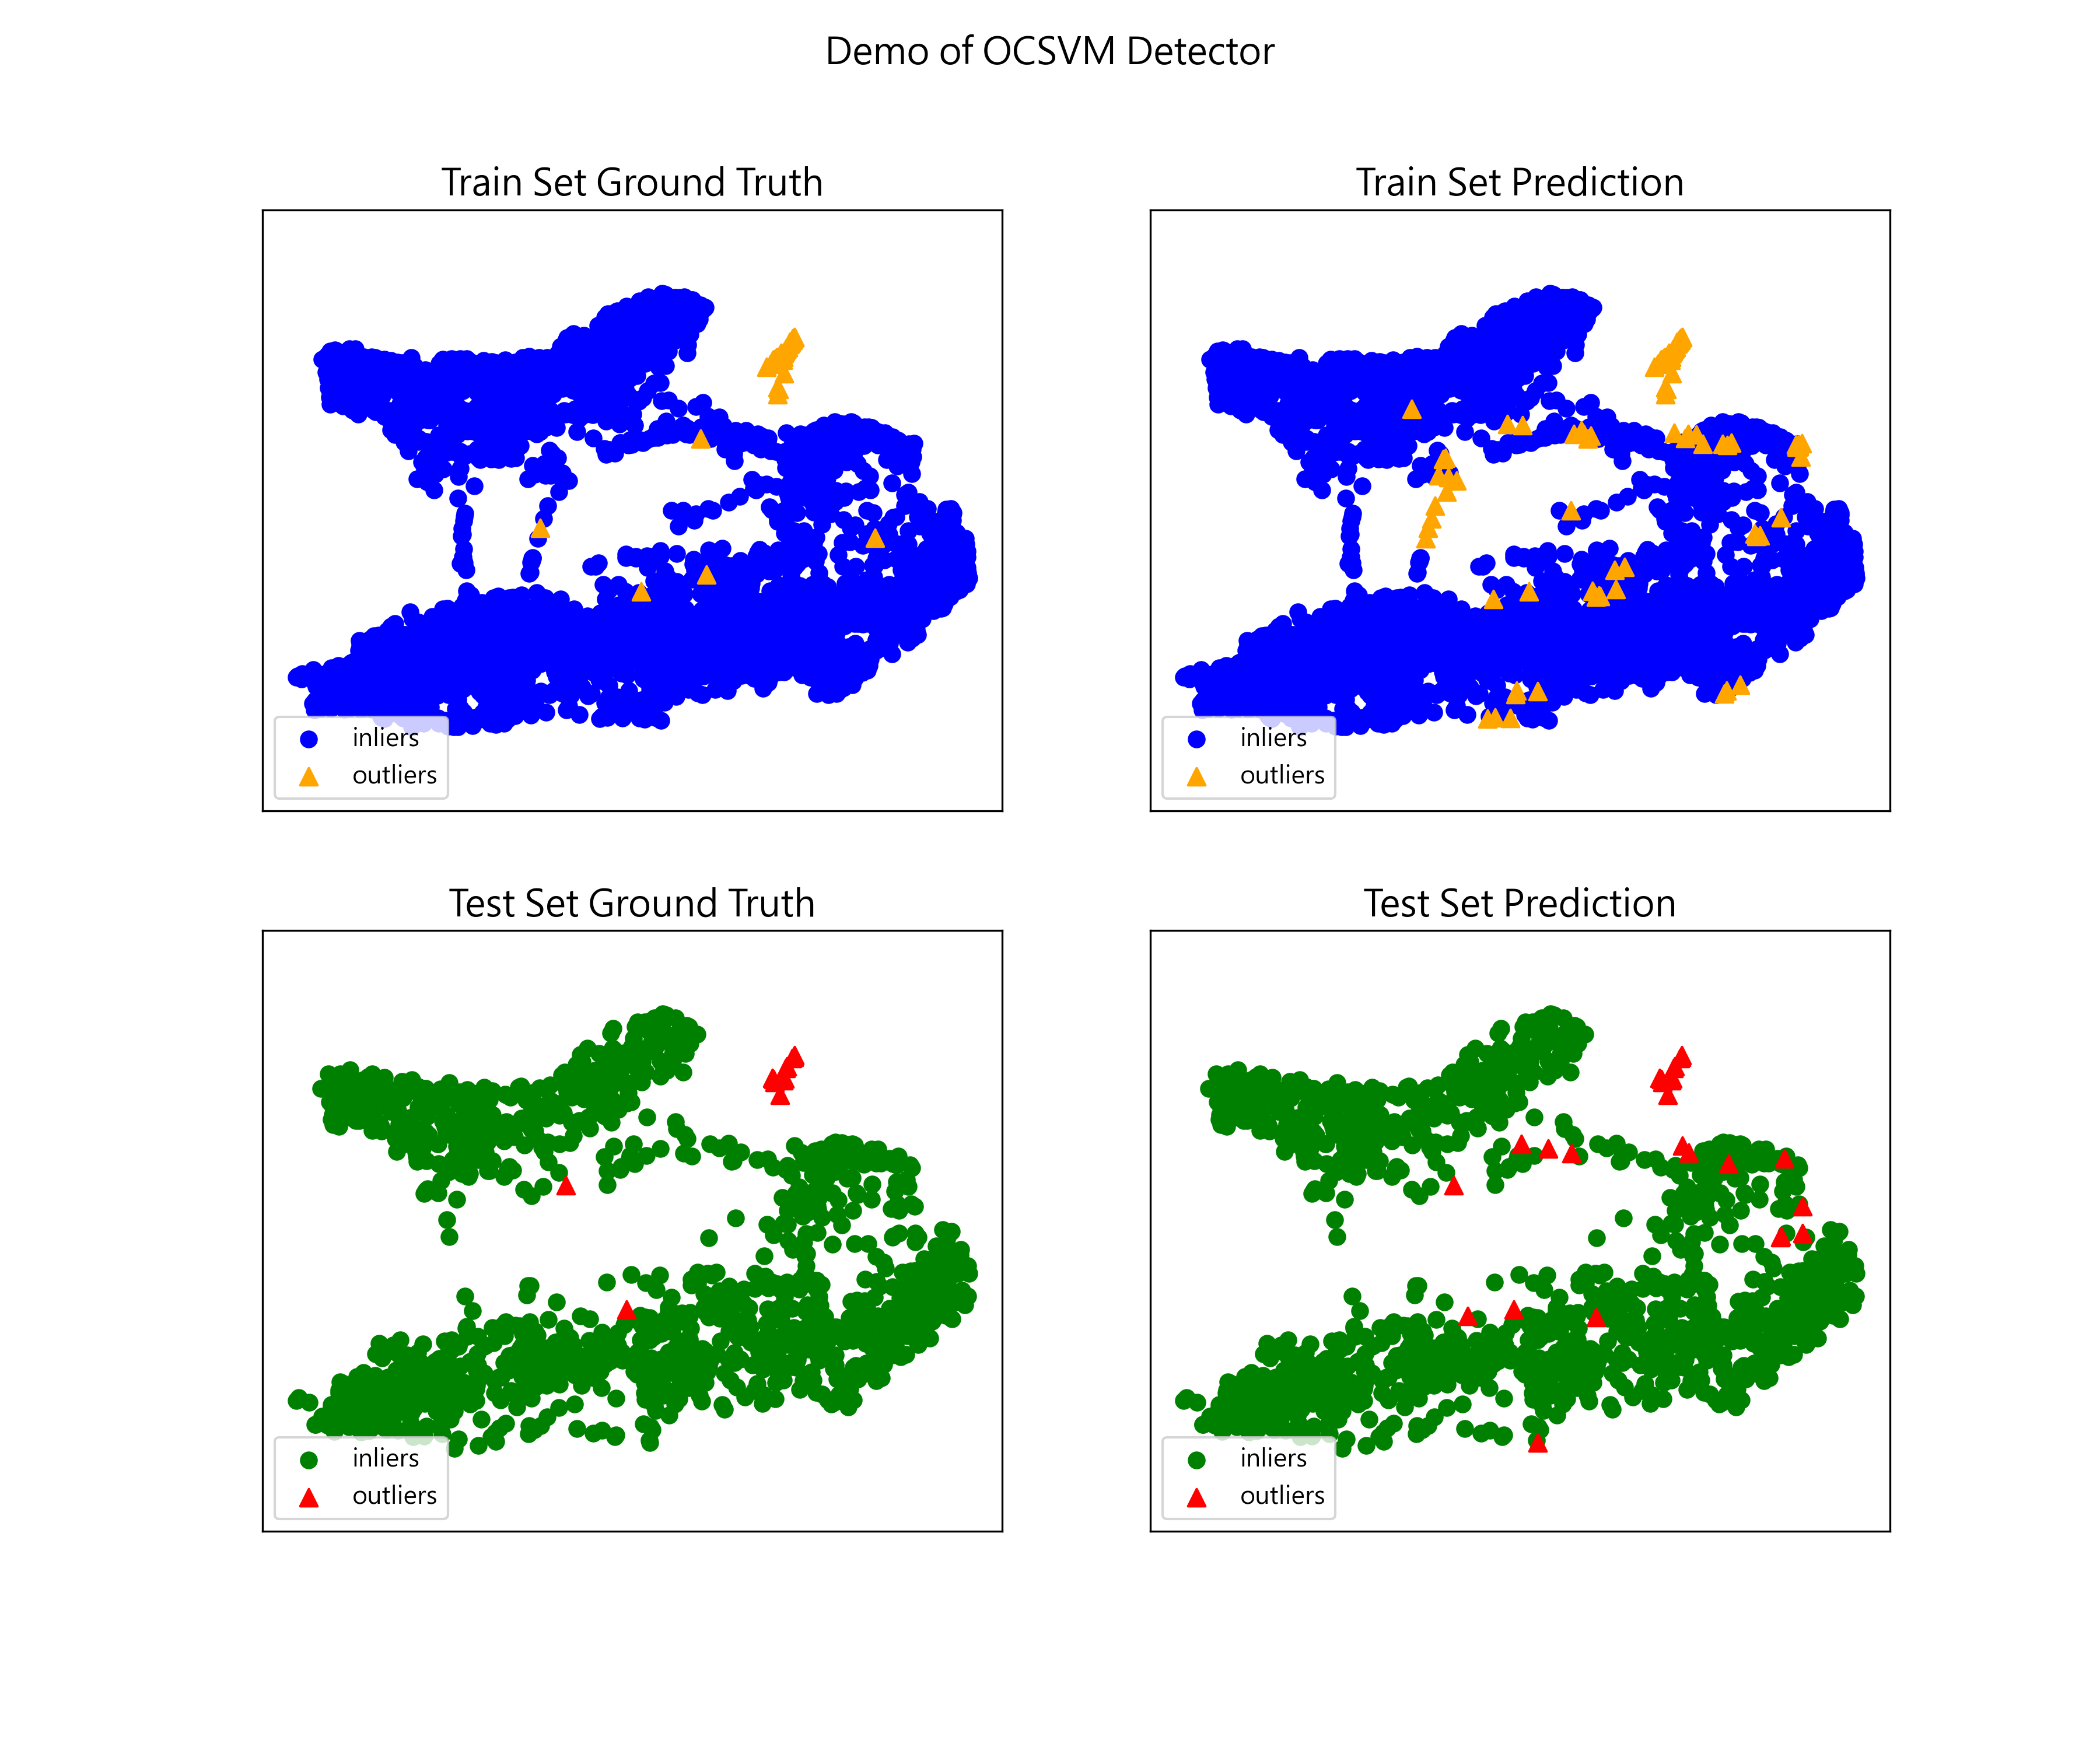 Demo of OCSVM Detector
Train Set Ground Truth
Train Set Prediction
inliers
outliers
inliers
outliers
Test Set Ground Truth
Test Set Prediction
inliers
outliers
inliers
outliers